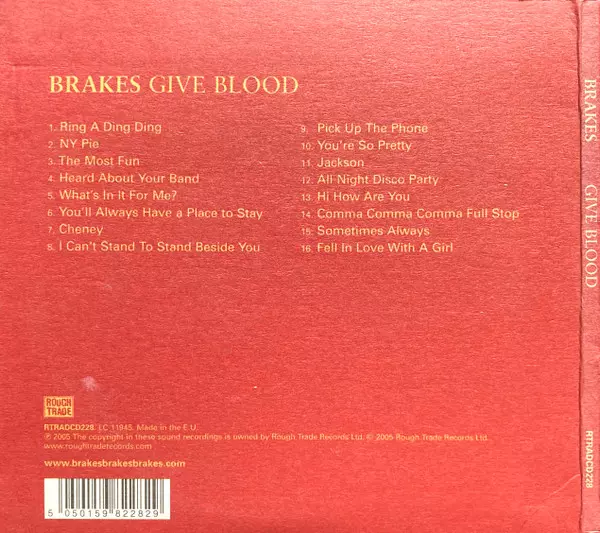 BRAKES GIVE BLOOD
1. Ring A Ding Ding
2. NY Pie
3. The Most Fun
4. Heard About Your Band
5. What's In It For Me?
6. You'll Always Have a Place to Stay
7. Cheney
8. I Can't Stand To Stand Beside You
9. Pick Up The Phone
10. You're So Pretty
11. Jackson
12. All Night Disco Party
13. Hi How Are You
14. Comma Comma Comma Full Stop
15. Sometimes Always
16. Fell In Love With A Girl
ROUGH
TRADE
RTRADCD228. LC 11945. Made in the E.U.
℗ 2005 The copyright in these sound recordings is owned by Rough Trade Records Ltd. © 2005 Rough Trade Records Ltd.
www.roughtraderecords.com
www.brakesbrakesbrakes.com
5 050159 822829
BRAKES GIVE BLOOD
RTRADCD228